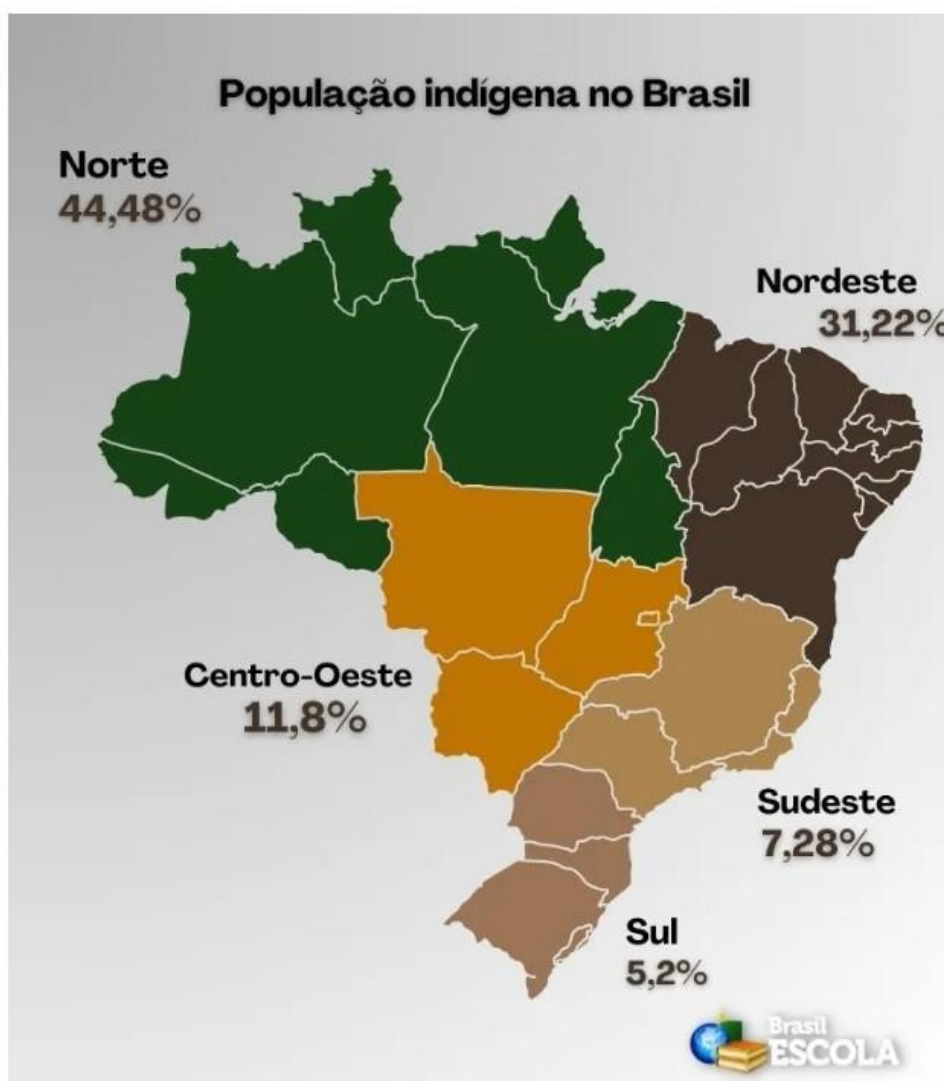 População indígena no Brasil
Norte
44,48%
Nordeste
31,22%
Centro-Oeste
11,8%
Sudeste
7,28%
Sul
5,2%
Brasil
ESCOLA